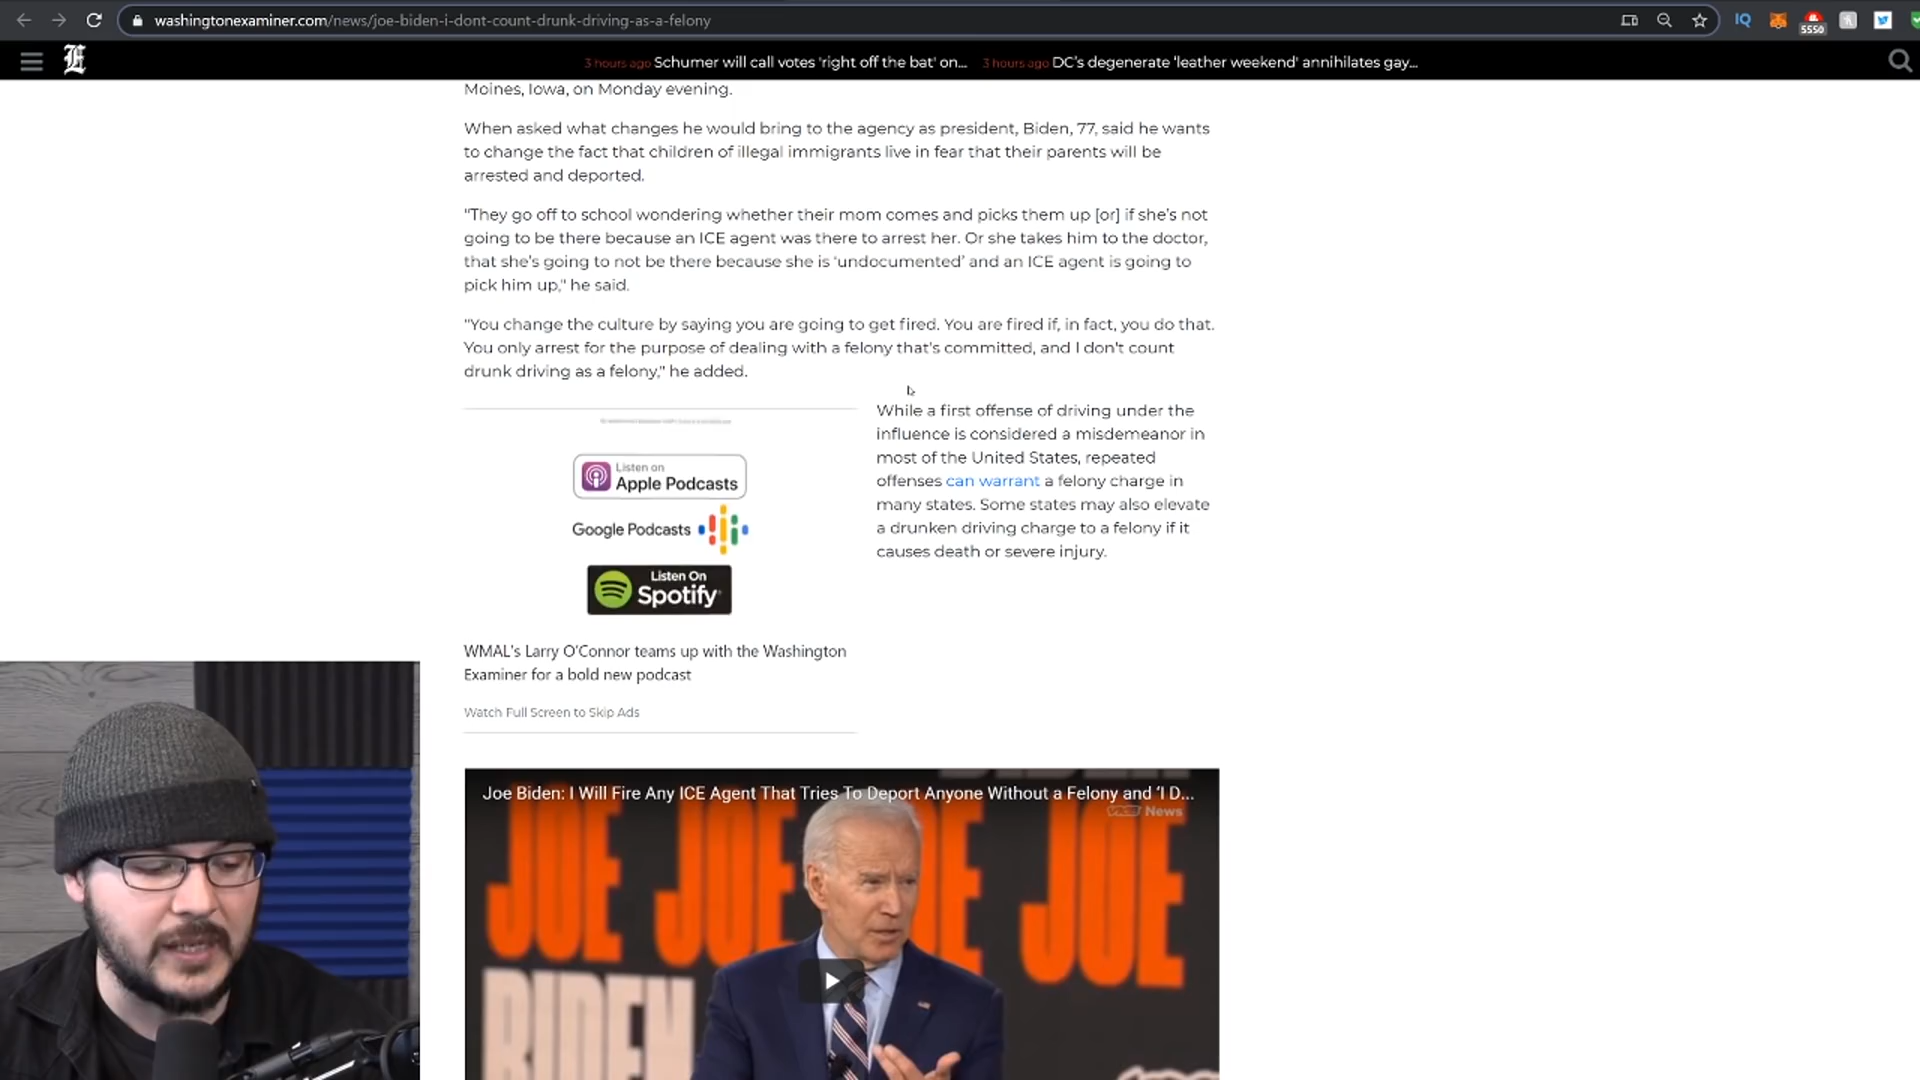 washingtonexaminer.com/news/joe-biden-i-dont-count-drunk-driving-as-a-felony
5550
3 hours ago Schumer will call votes 'right off the bat' on... 3 hours ago DC's degenerate 'leather weekend' annihilates gay...
Moines, Iowa, on Monday evening.
When asked what changes he would bring to the agency as president, Biden, 77, said he wants
to change the fact that children of illegal immigrants live in fear that their parents will be
arrested and deported.
"They go off to school wondering whether their mom comes and picks them up [or] if she's not
going to be there because an ICE agent was there to arrest her. Or she takes him to the doctor,
that she's going to not be there because she is 'undocumented' and an ICE agent is going to
pick him up," he said.
"You change the culture by saying you are going to get fired. You are fired if, in fact, you do that.
You only arrest for the purpose of dealing with a felony that's committed, and I don't count
drunk driving as a felony," he added.
While a first offense of driving under the
influence is considered a misdemeanor in
most of the United States, repeated
offenses can warrant a felony charge in
many states. Some states may also elevate
a drunken driving charge to a felony if it
causes death or severe injury.
Listen on
Apple Podcasts
Google Podcasts
Listen On
Spotify
WMAL's Larry O'Connor teams up with the Washington
Examiner for a bold new podcast
Watch Full Screen to Skip Ads
Joe Biden: I Will Fire Any ICE Agent That Tries To Deport Anyone Without a Felony and 'I D...
News
JOE JOE JOE JOE
BIDEN